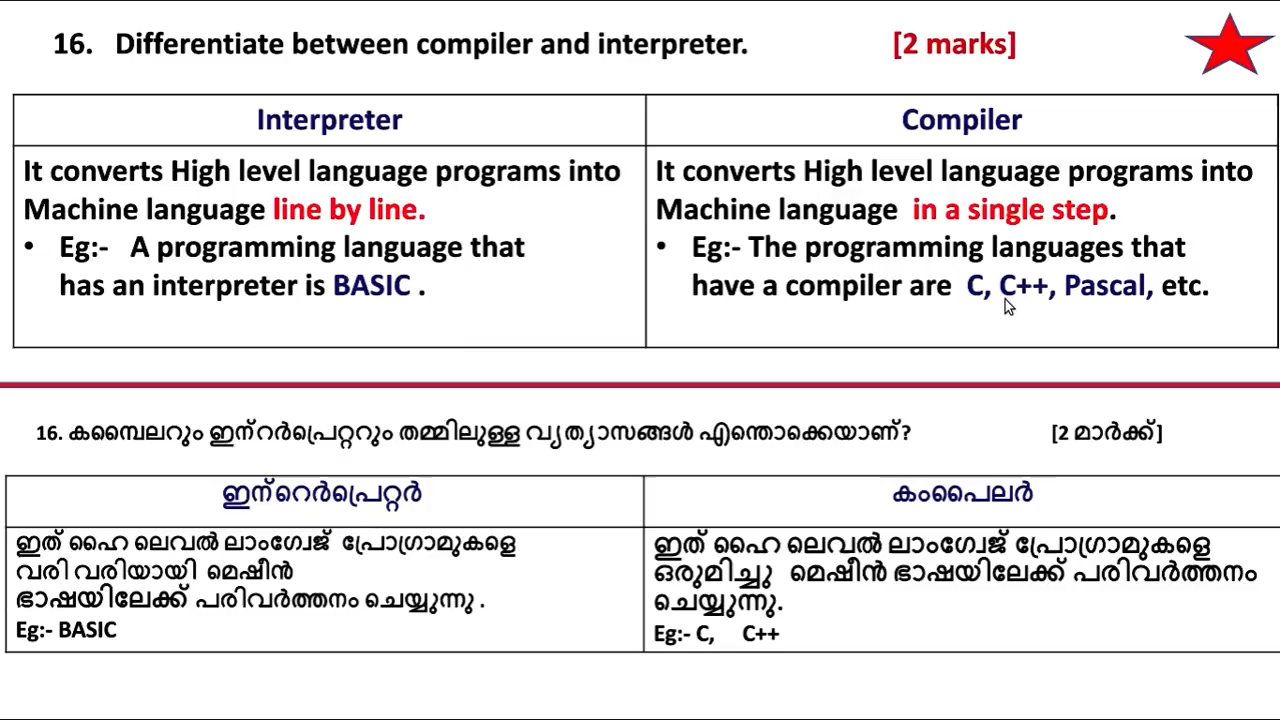 16. Differentiate between compiler and interpreter. [2 marks]
Interpreter
Compiler
It converts High level language programs into
Machine language line by line.
• Eg:- A programming language that
has an interpreter is BASIC .
It converts High level language programs into
Machine language in a single step.
• Eg:- The programming languages that
have a compiler are C, C++, Pascal, etc.
16. കമ്പൈലറും ഇന്റർപ്രെറ്ററും തമ്മിലുള്ള വ്യത്യാസങ്ങൾ എന്തൊക്കെയാണ്? [2 മാർക്ക്]
ഇന്റെർപ്രെറ്റർ
കംപൈലർ
ഇത് ഹൈ ലെവൽ ലാംഗ്വേജ് പ്രോഗ്രാമുകളെ
വരി വരിയായി മെഷീൻ
ഭാഷയിലേക്ക് പരിവർത്തനം ചെയ്യുന്നു .
Eg:- BASIC
ഇത് ഹൈ ലെവൽ ലാംഗ്വേജ് പ്രോഗ്രാമുകളെ
ഒരുമിച്ചു മെഷീൻ ഭാഷയിലേക്ക് പരിവർത്തനം
ചെയ്യുന്നു.
Eg:- C, C++